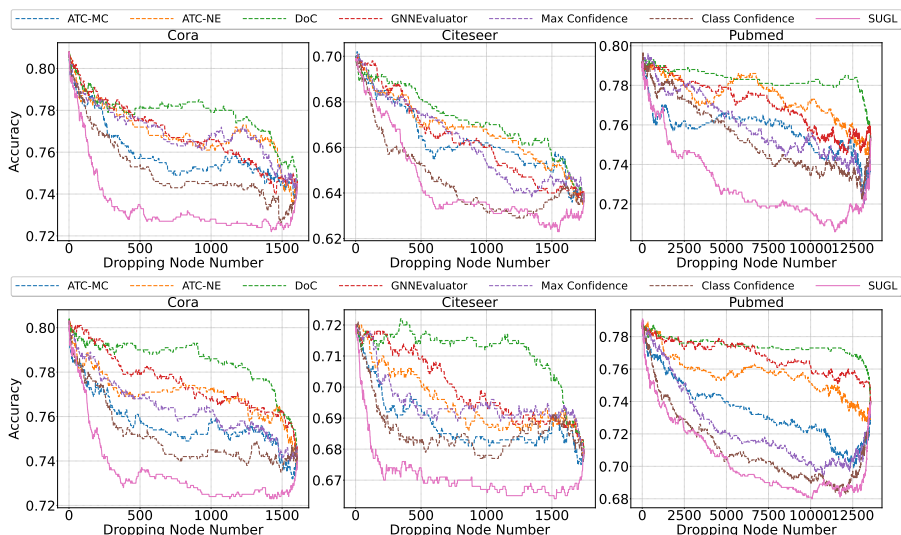 ATC-MC ATC-NE DoC GNNEvaluator Max Confidence Class Confidence SUGL
Cora Citeseer Pubmed
Accuracy
0.80
0.78
0.76
0.74
0.72
0.70
0.68
0.66
0.64
0.62
0.80
0.78
0.76
0.74
0.72
0 500 1000 1500
0 500 1000 1500
0 2500 5000 7500 10000 12500
Dropping Node Number Dropping Node Number Dropping Node Number
ATC-MC ATC-NE DoC GNNEvaluator Max Confidence Class Confidence SUGL
Cora Citeseer Pubmed
Accuracy
0.80
0.78
0.76
0.74
0.72
0.72
0.71
0.70
0.69
0.68
0.67
0.78
0.76
0.74
0.72
0.70
0.68
0 500 1000 1500
0 500 1000 1500
0 2500 5000 7500 10000 12500
Dropping Node Number Dropping Node Number Dropping Node Number